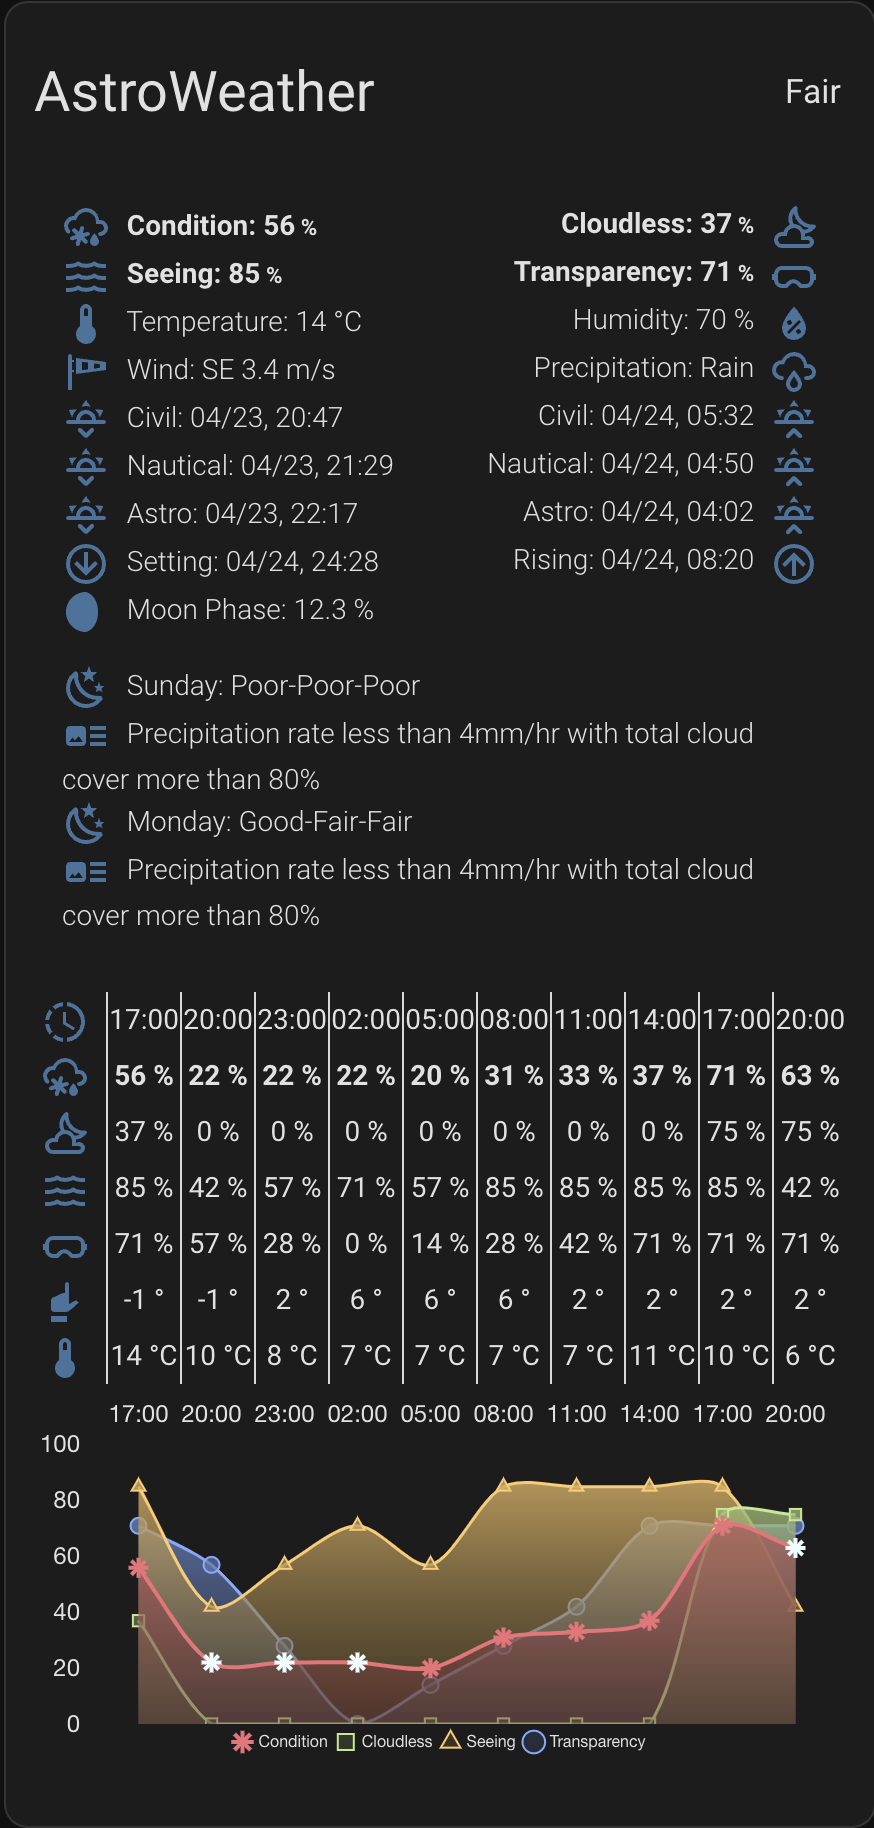 AstroWeather
Fair
Condition: 56 % Cloudless: 37 %
Seeing: 85 % Transparency: 71 %
Temperature: 14 °C Humidity: 70 %
Wind: SE 3.4 m/s Precipitation: Rain
Civil: 04/23, 20:47 Civil: 04/24, 05:32
Nautical: 04/23, 21:29 Nautical: 04/24, 04:50
Astro: 04/23, 22:17 Astro: 04/24, 04:02
Setting: 04/24, 24:28 Rising: 04/24, 08:20
Moon Phase: 12.3 %
Sunday: Poor-Poor-Poor
Precipitation rate less than 4mm/hr with total cloud
cover more than 80%
Monday: Good-Fair-Fair
Precipitation rate less than 4mm/hr with total cloud
cover more than 80%
17:00 20:00 23:00 02:00 05:00 08:00 11:00 14:00 17:00 20:00
56 % 22 % 22 % 22 % 20 % 31 % 33 % 37 % 71 % 63 %
37 % 0 % 0 % 0 % 0 % 0 % 0 % 0 % 75 % 75 %
85 % 42 % 57 % 71 % 57 % 85 % 85 % 85 % 85 % 42 %
71 % 57 % 28 % 0 % 14 % 28 % 42 % 71 % 71 % 71 %
-1 ° -1 ° 2 ° 6 ° 6 ° 6 ° 2 ° 2 ° 2 ° 2 °
14 °C 10 °C 8 °C 7 °C 7 °C 7 °C 7 °C 11 °C 10 °C 6 °C
17:00 20:00 23:00 02:00 05:00 08:00 11:00 14:00 17:00 20:00
100
80
60
40
20
0
Condition Cloudless Seeing Transparency